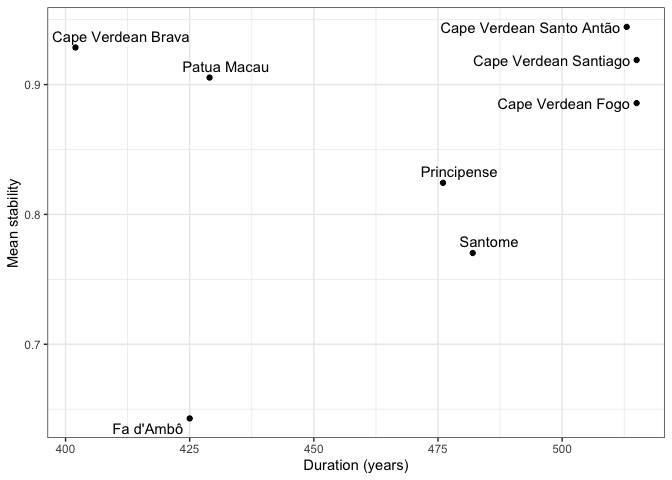 Cape Verdean Brava
Cape Verdean Santo Antão
Patua Macau
Cape Verdean Santiago
0.9
Cape Verdean Fogo
Principense
0.8
Santome
0.7
Fa d'Ambô
Mean stability
400
425
450
475
500
Duration (years)